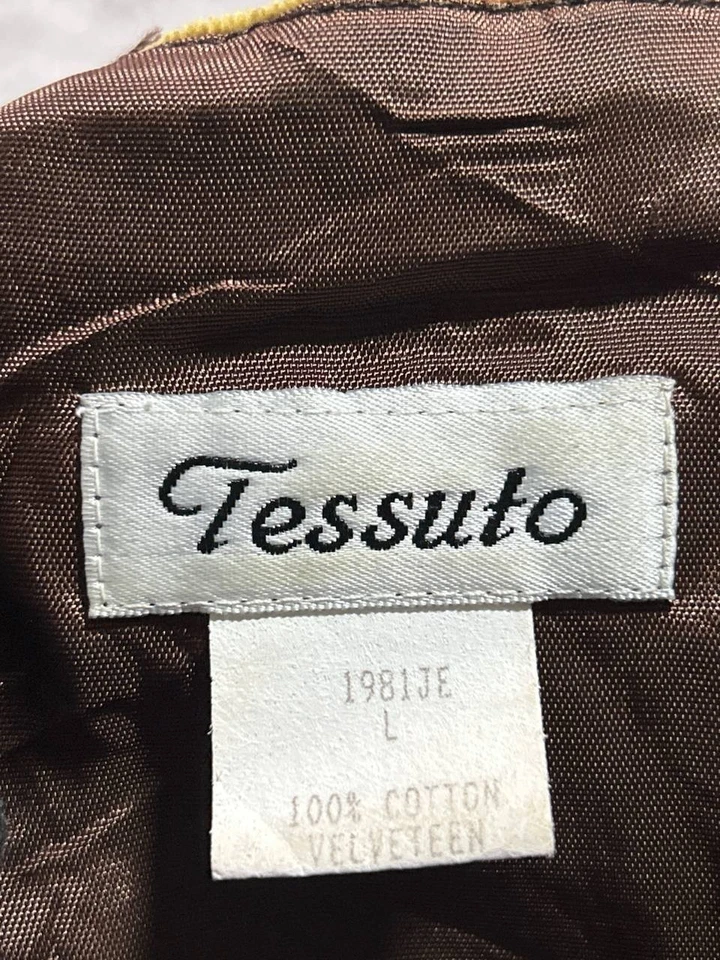 Tessuto
1981JE
L
100% COTTON
VELVETEEN